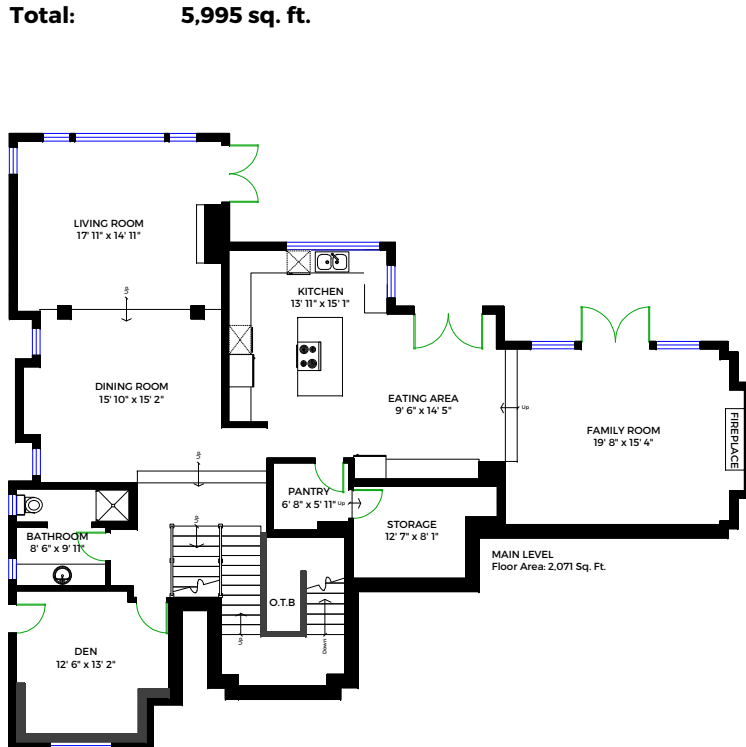 Total: 5,995 sq. ft.
LIVING ROOM
17' 11" x 14' 11"
KITCHEN
13' 11" x 15' 1"
Up
DINING ROOM
15' 10" x 15' 2"
EATING AREA
9' 6" x 14' 5"
Up
FAMILY ROOM
19' 8" x 15' 4"
FIREPLACE
Up
PANTRY
6' 8" x 5' 11"
Up
STORAGE
12' 7" x 8' 1"
Up
BATHROOM
8' 6" x 9' 11"
MAIN LEVEL
Floor Area: 2,071 Sq. Ft.
O.T.B
Up
Down
DEN
12' 6" x 13' 2"